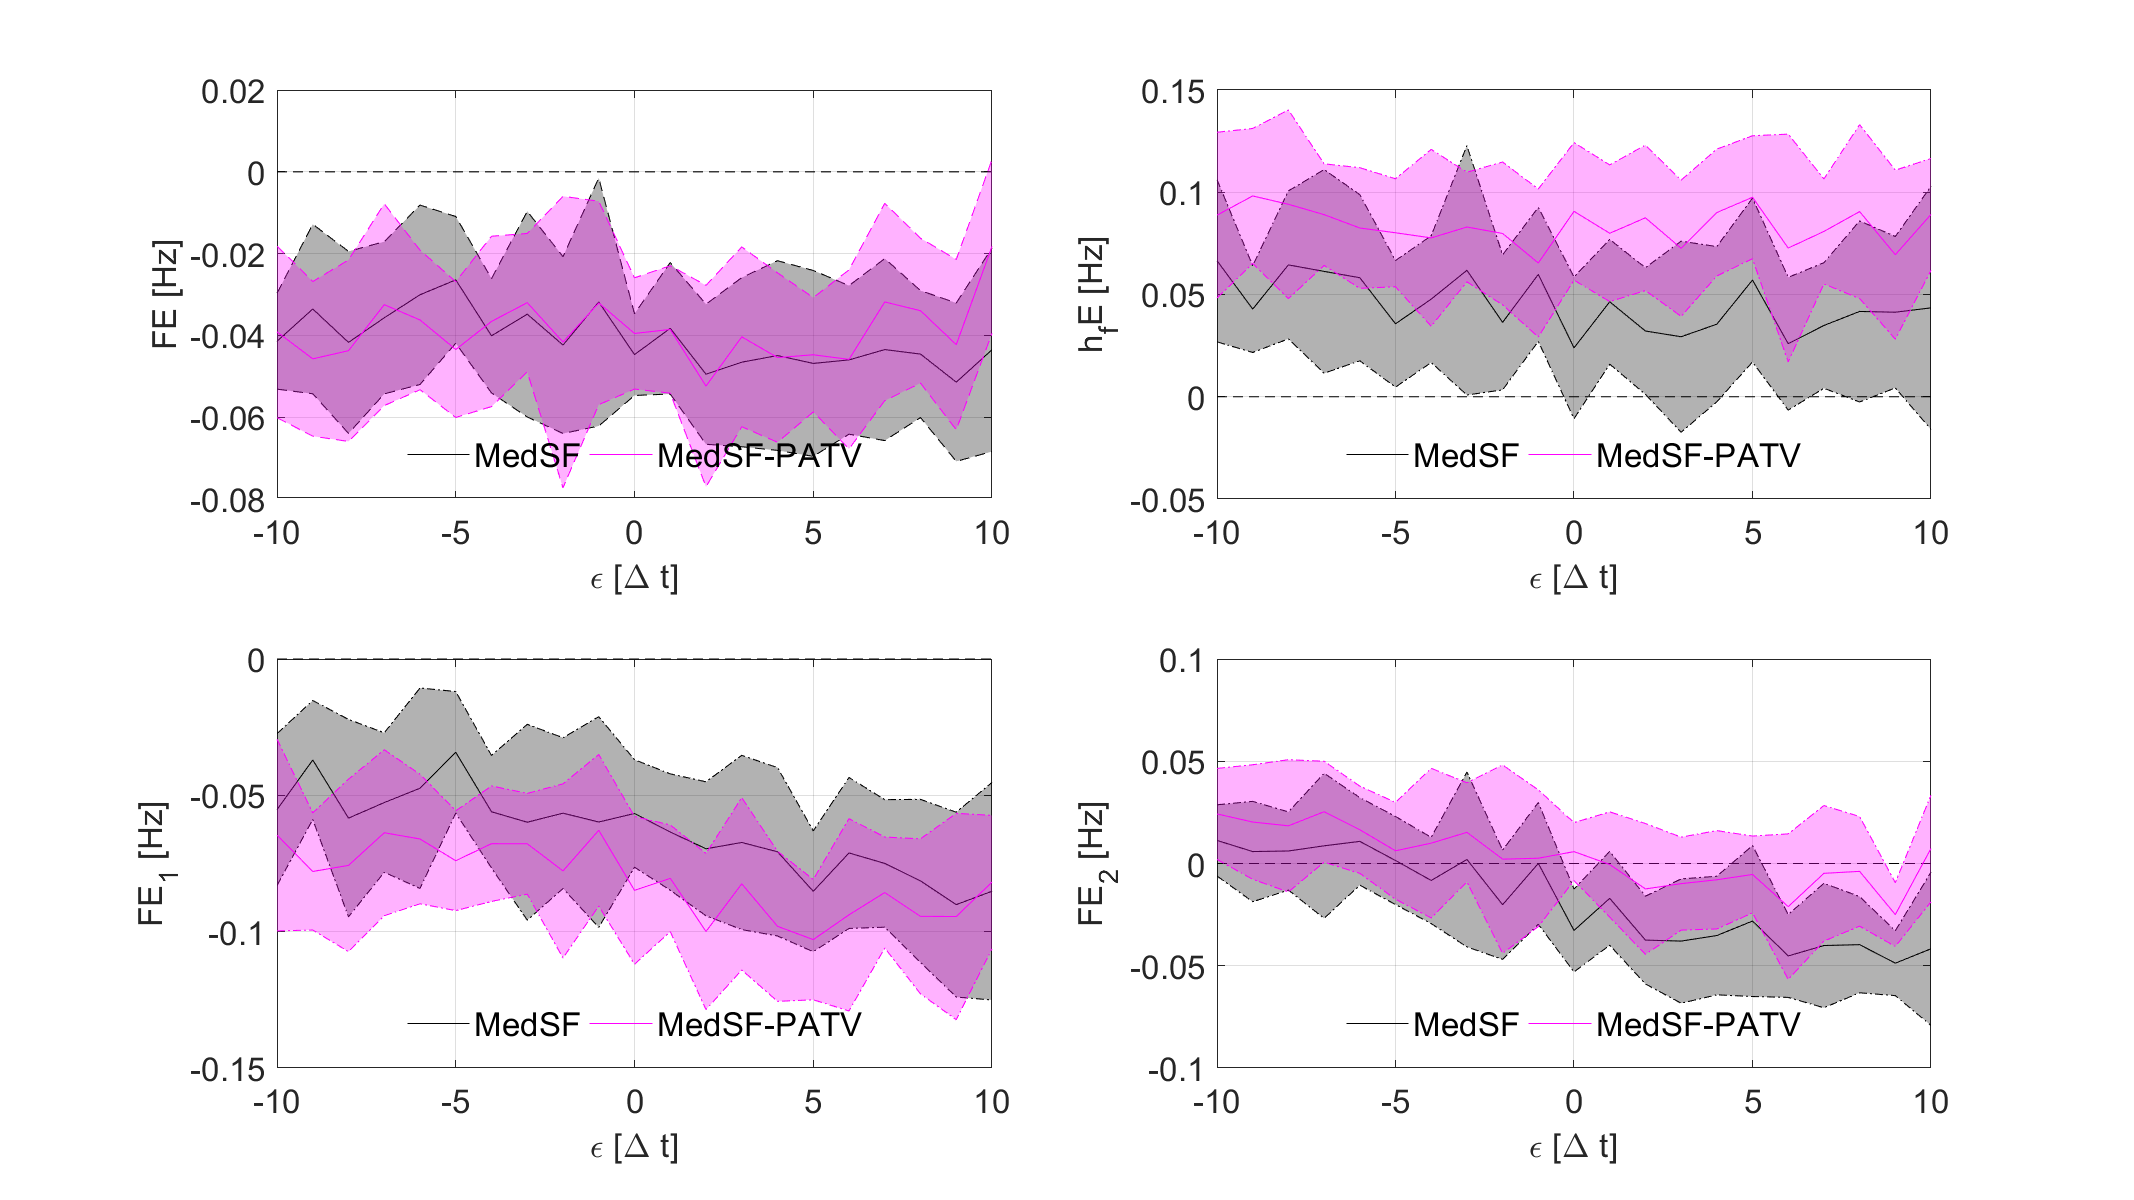 0.02
0
-0.02
-0.04
-0.06
-0.08
FE [Hz]
MedSF MedSF-PATV
-10 -5 0 5 10
ϵ [Δ t]
0.15
0.1
0.05
0
-0.05
h_fE [Hz]
MedSF MedSF-PATV
-10 -5 0 5 10
ϵ [Δ t]
0
-0.05
-0.1
-0.15
FE_1 [Hz]
MedSF MedSF-PATV
-10 -5 0 5 10
ϵ [Δ t]
0.1
0.05
0
-0.05
-0.1
FE_2 [Hz]
MedSF MedSF-PATV
-10 -5 0 5 10
ϵ [Δ t]